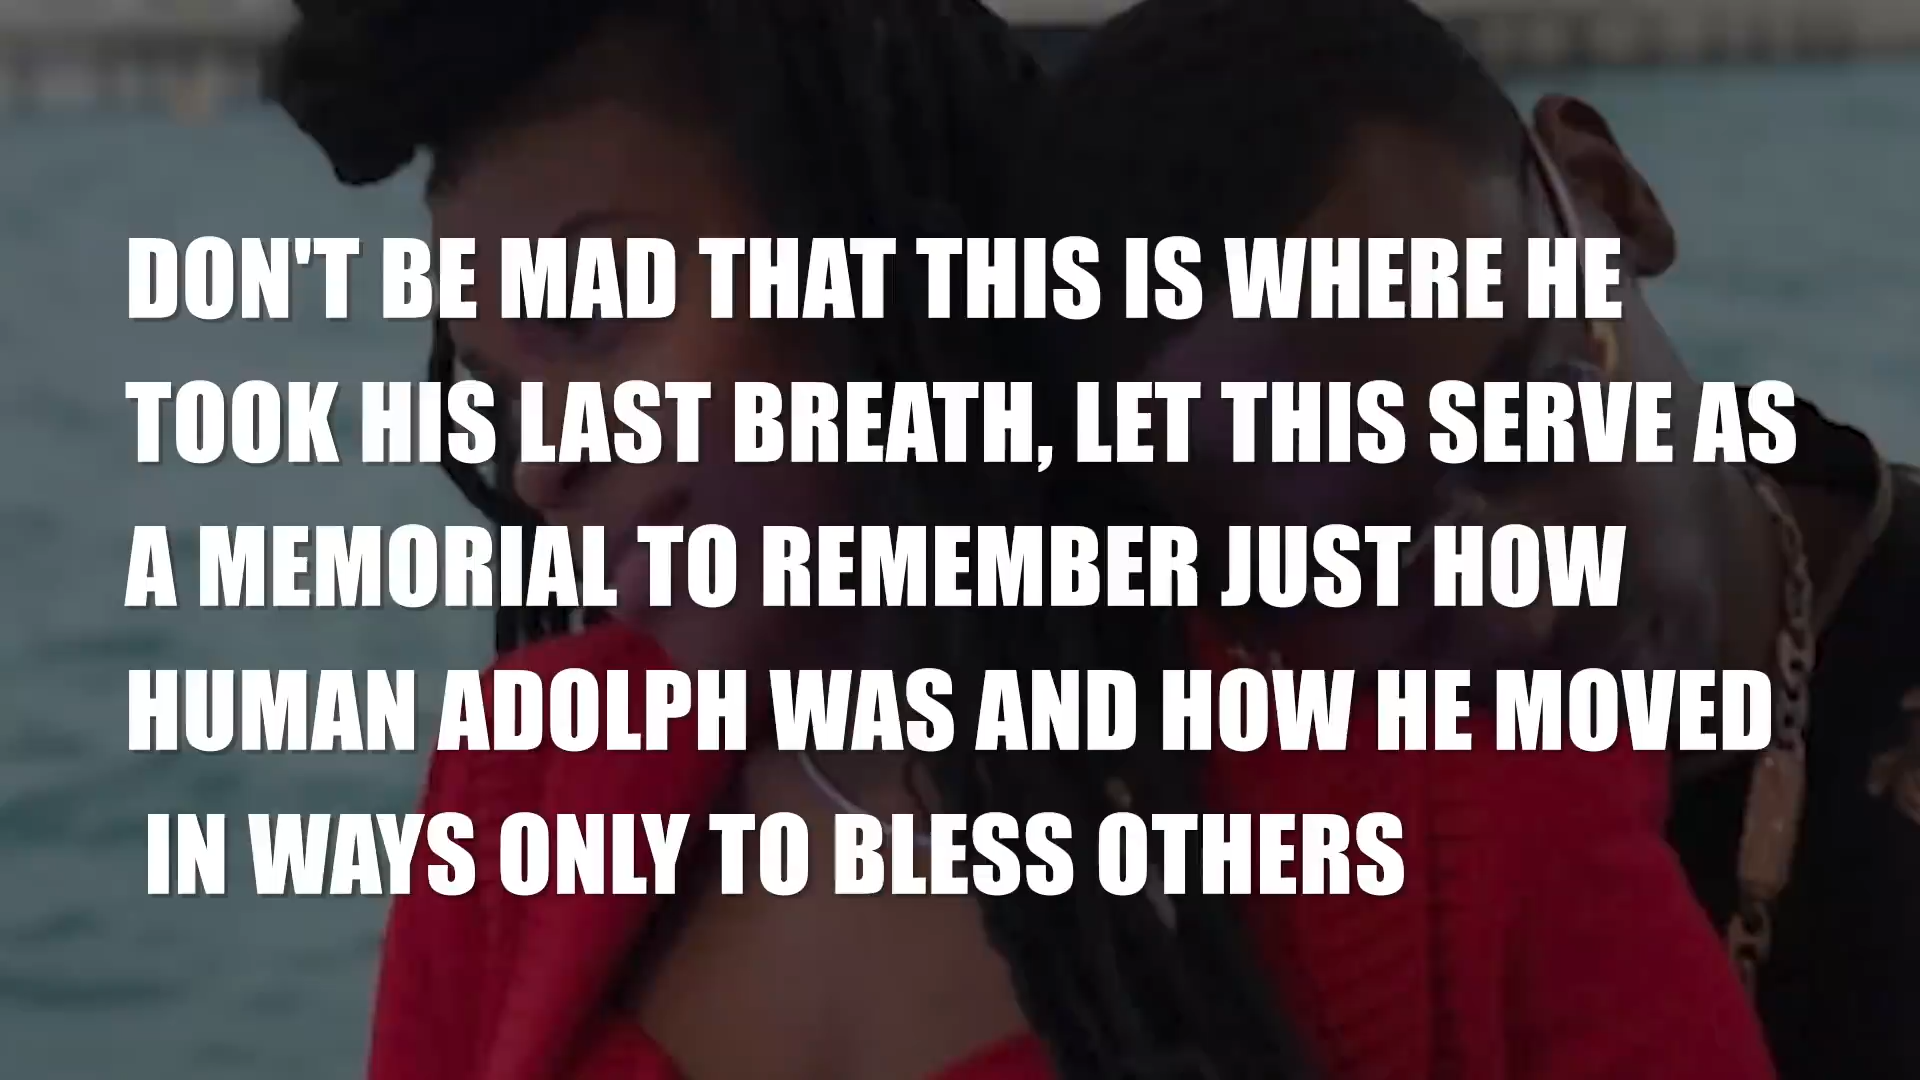 DON'T BE MAD THAT THIS IS WHERE HE
TOOK HIS LAST BREATH, LET THIS SERVE AS
A MEMORIAL TO REMEMBER JUST HOW
HUMAN ADOLPH WAS AND HOW HE MOVED
IN WAYS ONLY TO BLESS OTHERS